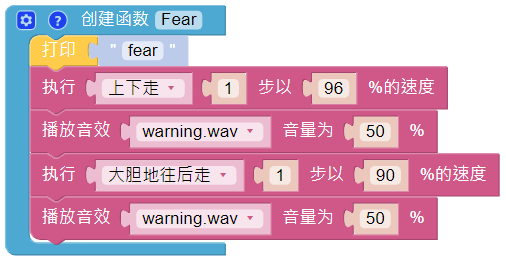 创建函数 Fear
打印 " fear "
执行 上下走 1 步以 96 %的速度
播放音效 warning.wav 音量为 50 %
执行 大胆地往后走 1 步以 90 %的速度
播放音效 warning.wav 音量为 50 %